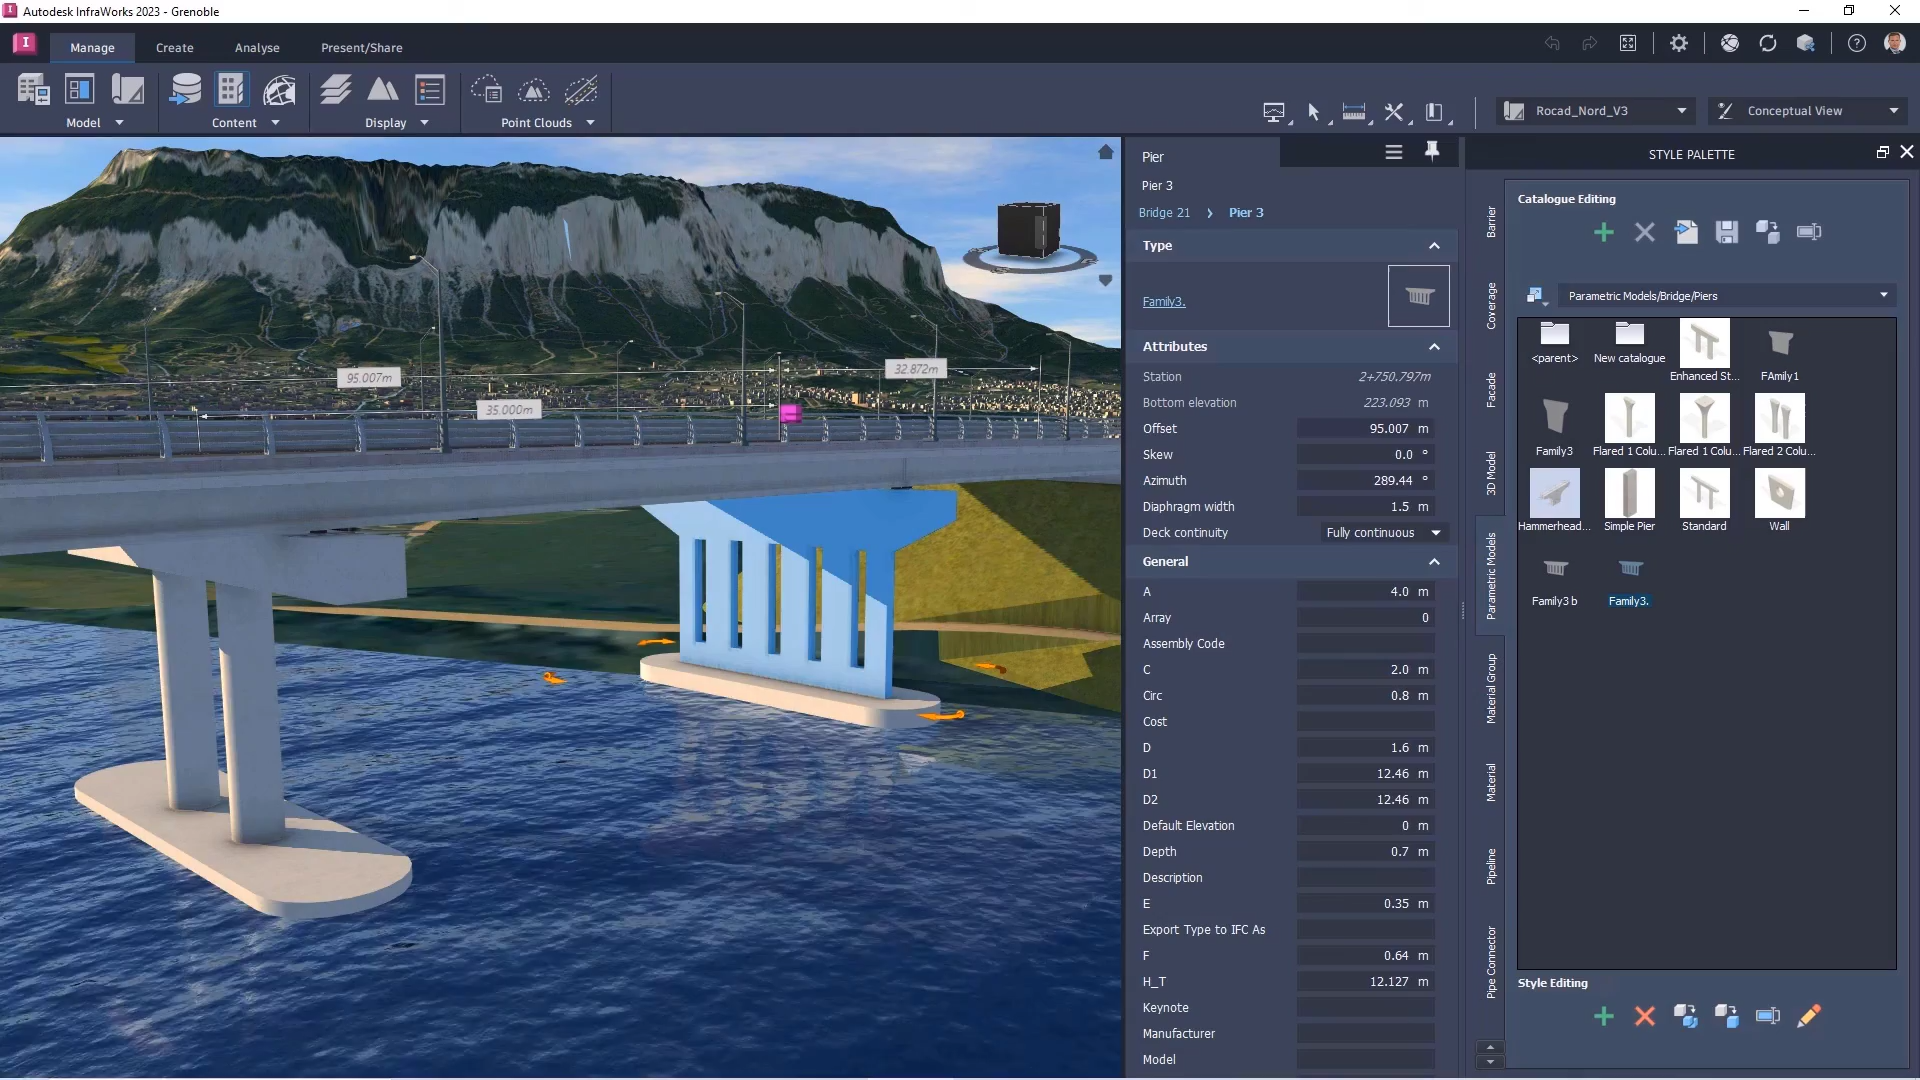 Autodesk InfraWorks 2023 - Grenoble
Manage Create Analyse Present/Share
Model Content Display Point Clouds
Rocad_Nord_V3 Conceptual View
95.007m
32.872m
35.000m
Pier
Pier 3
Bridge 21 > Pier 3
Type
Family3.
Attributes
Station 2+750.797m
Bottom elevation 223.093 m
Offset 95.007 m
Skew 0.0 °
Azimuth 289.44 °
Diaphragm width 1.5 m
Deck continuity Fully continuous
General
A 4.0 m
Array 0
Assembly Code
C 2.0 m
Circ 0.8 m
Cost
D 1.6 m
D1 12.46 m
D2 12.46 m
Default Elevation 0 m
Depth 0.7 m
Description
E 0.35 m
Export Type to IFC As
F 0.64 m
H_T 12.127 m
Keynote
Manufacturer
Model
STYLE PALETTE
Barrier
Coverage
Facade
3D Model
Parametric Models
Material Group
Material
Pipeline
Pipe Connector
Catalogue Editing
Parametric Models/Bridge/Piers
<parent> New catalogue Enhanced St... FAmily1
Family3 Flared 1 Colu... Flared 1 Colu... Flared 2 Colu...
Hammerhead... Simple Pier Standard Wall
Family3 b Family3.
Style Editing